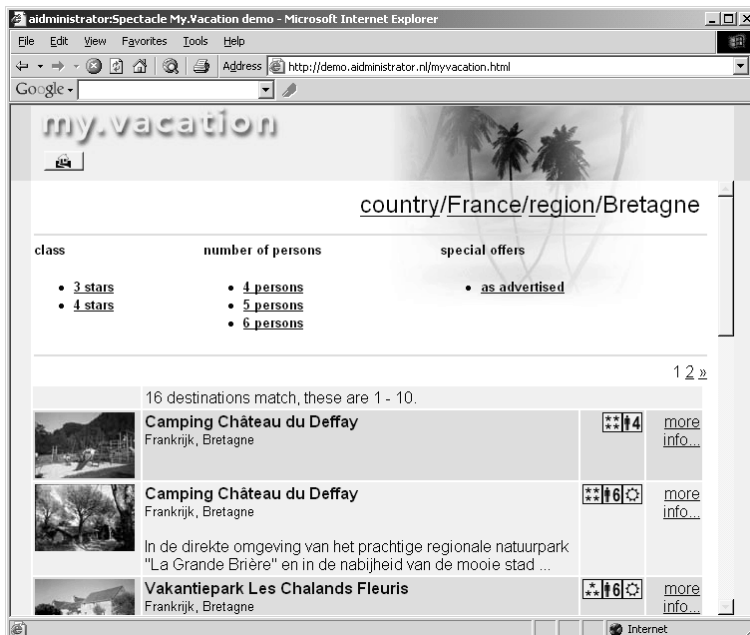 aidministrator:Spectacle My.Vacation demo - Microsoft Internet Explorer
File Edit View Favorites Tools Help
Address http://demo.aidministrator.nl/myvacation.html
Google
my.vacation
country/France/region/Bretagne
class number of persons special offers
• 3 stars • 4 persons • as advertised
• 4 stars • 5 persons
• 6 persons
1 2 »
16 destinations match, these are 1 - 10.
Camping Château du Deffay 4 more
Frankrijk, Bretagne info...
Camping Château du Deffay 6 more
Frankrijk, Bretagne info...
In de direkte omgeving van het prachtige regionale natuurpark
"La Grande Brière" en in de nabijheid van de mooie stad ...
Vakantiepark Les Chalands Fleuris 6 more
Frankrijk, Bretagne info...
Internet